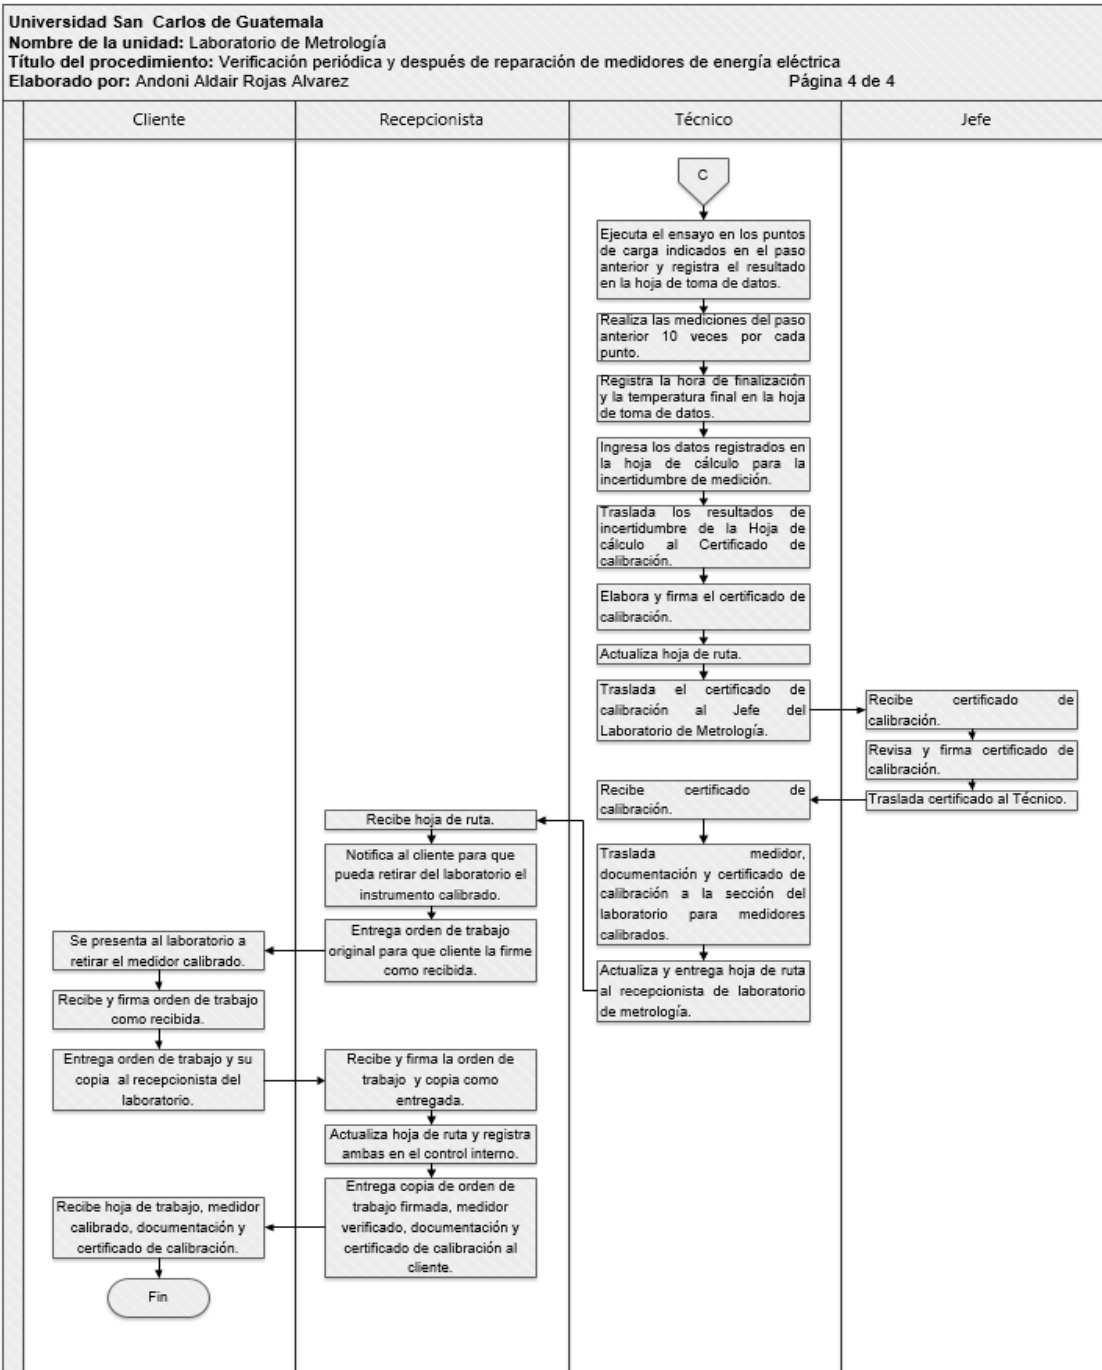 Universidad San Carlos de Guatemala
Nombre de la unidad: Laboratorio de Metrología
Título del procedimiento: Verificación periódica y después de reparación de medidores de energía eléctrica
Elaborado por: Andoni Aldair Rojas Alvarez
Página 4 de 4
Cliente
Recepcionista
Técnico
Jefe
C
Ejecuta el ensayo en los puntos
de carga indicados en el paso
anterior y registra el resultado
en la hoja de toma de datos.
Realiza las mediciones del paso
anterior 10 veces por cada
punto.
Registra la hora de finalización
y la temperatura final en la hoja
de toma de datos.
Ingresa los datos registrados en
la hoja de cálculo para la
incertidumbre de medición.
Traslada los resultados de
incertidumbre de la Hoja de
cálculo al Certificado de
calibración.
Elabora y firma el certificado de
calibración.
Actualiza hoja de ruta.
Traslada el certificado de
calibración al Jefe del
Laboratorio de Metrología.
Recibe certificado de
calibración.
Revisa y firma certificado de
calibración.
Traslada certificado al Técnico.
Recibe certificado de
calibración.
Traslada medidor,
documentación y certificado de
calibración a la sección del
laboratorio para medidores
calibrados.
Actualiza y entrega hoja de ruta
al recepcionista de laboratorio
de metrología.
Recibe hoja de ruta.
Notifica al cliente para que
pueda retirar del laboratorio el
instrumento calibrado.
Entrega orden de trabajo
original para que cliente la firme
como recibida.
Se presenta al laboratorio a
retirar el medidor calibrado.
Recibe y firma orden de trabajo
como recibida.
Entrega orden de trabajo y su
copia al recepcionista del
laboratorio.
Recibe y firma la orden de
trabajo y copia como
entregada.
Actualiza hoja de ruta y registra
ambas en el control interno.
Entrega copia de orden de
trabajo firmada, medidor
verificado, documentación y
certificado de calibración al
cliente.
Recibe hoja de trabajo, medidor
calibrado, documentación y
certificado de calibración.
Fin